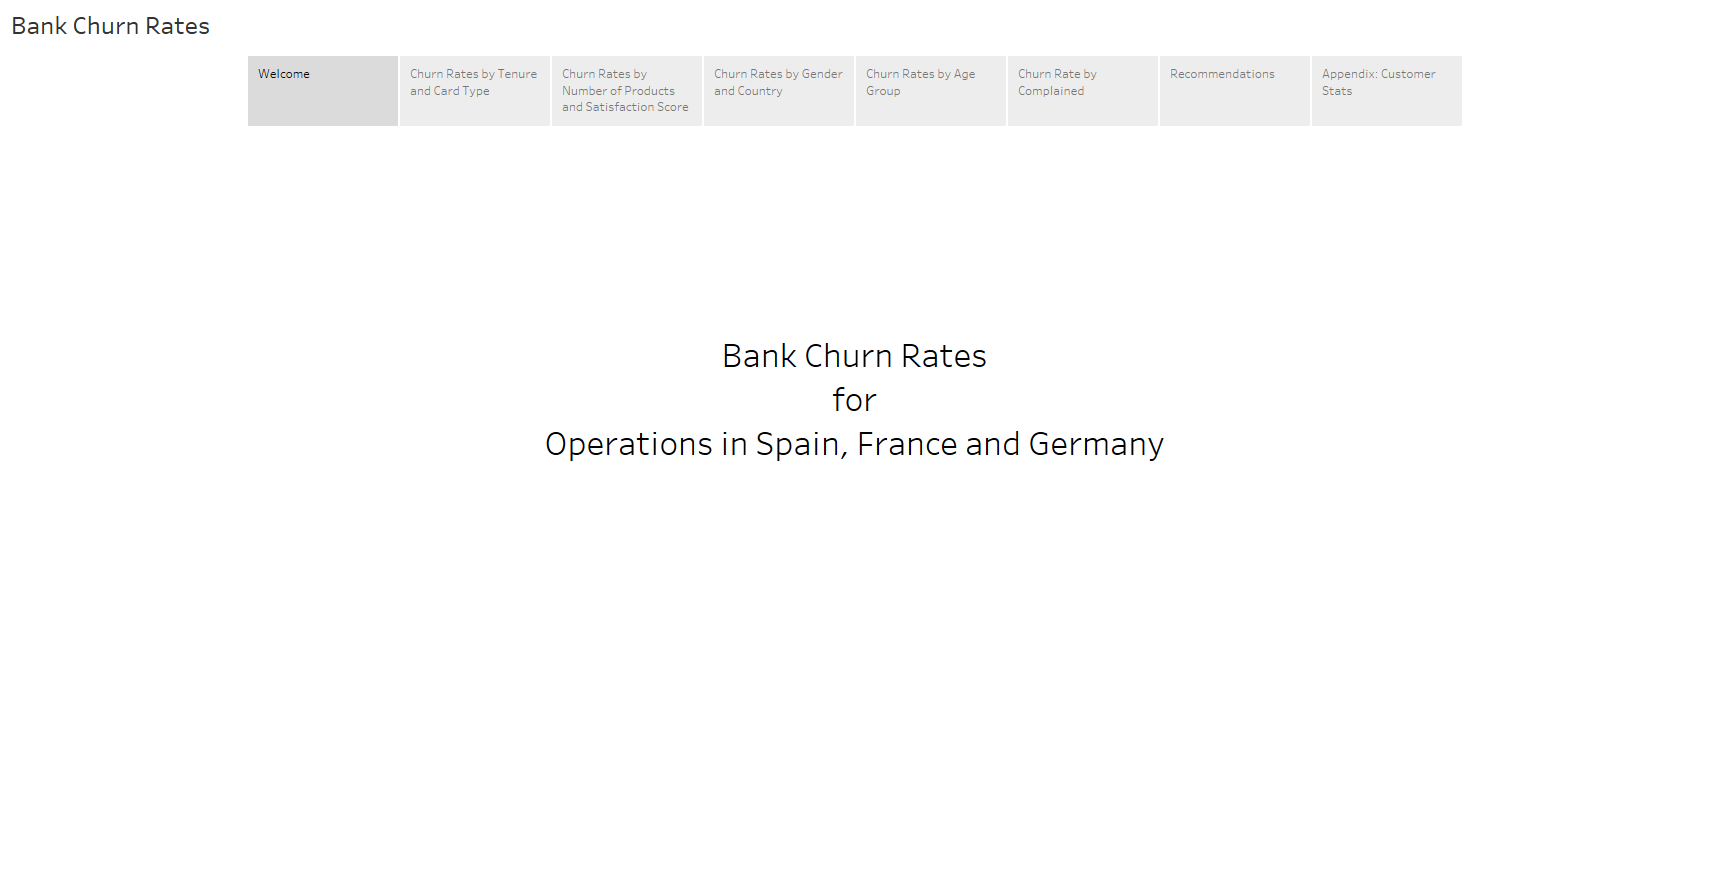 Bank Churn Rates
Welcome
Churn Rates by Tenure
and Card Type
Churn Rates by
Number of Products
and Satisfaction Score
Churn Rates by Gender
and Country
Churn Rates by Age
Group
Churn Rate by
Complained
Recommendations
Appendix: Customer
Stats
Bank Churn Rates
for
Operations in Spain, France and Germany